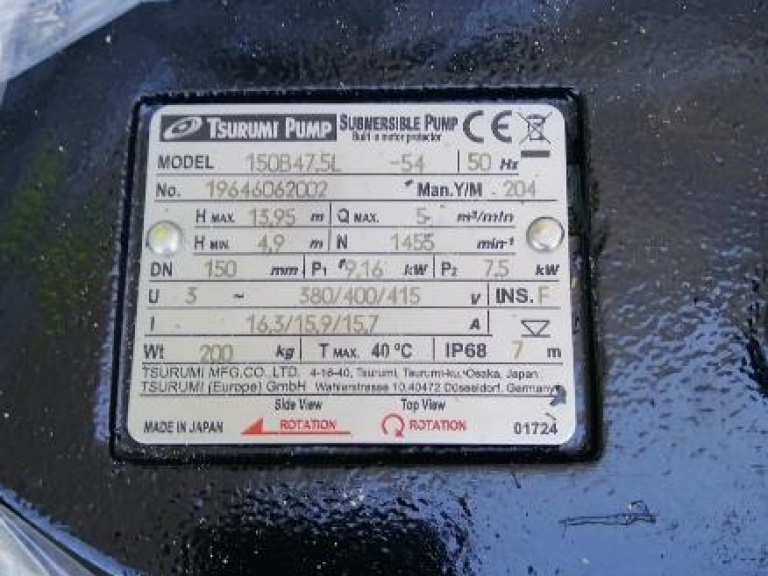 TSURUMI PUMP SUBMERSIBLE PUMP CE
Built-in motor protector
MODEL 150B47.5L -54 50 Hz
No. 19646062002 Man.Y/M 204
H MAX. 13,95 m Q MAX. 5 m³/min
H MIN. 4,9 m N 1455 min-1
DN 150 mm P1 9,16 kW P2 7,5 kW
U 3 ~ 380/400/415 V INS. F
I 16,3/15,9/15,7 A
Wt 200 kg T MAX. 40 °C IP68 7 m
TSURUMI MFG.CO.,LTD. 4-16-40, Tsurumi, Tsurumi-ku, Osaka, Japan
TSURUMI (Europe) GmbH Wahlerstrasse 10,40472 Düsseldorf, Germany
Side View Top View
MADE IN JAPAN ROTATION ROTATION 01724